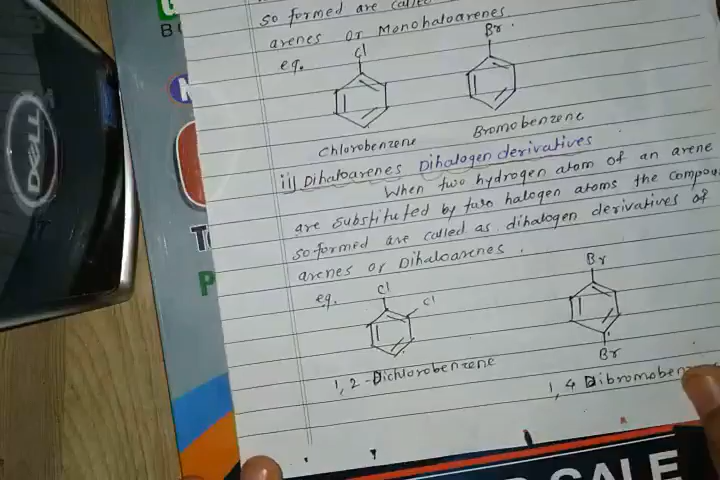 so formed are called
arenes or Monohaloarenes.
eg.
Cl
Br
Chlorobenzene
Bromobenzene
ii) Dihaloarenes Dihalogen derivatives
When two hydrogen atom of an arene
are substituted by two halogen atoms the
so formed are called as dihalogen derivatives of
arenes or Dihaloarenes.
eg.
Cl
Cl
Br
Br
1,2-Dichlorobenzene
1,4 Dibromoben
DELL